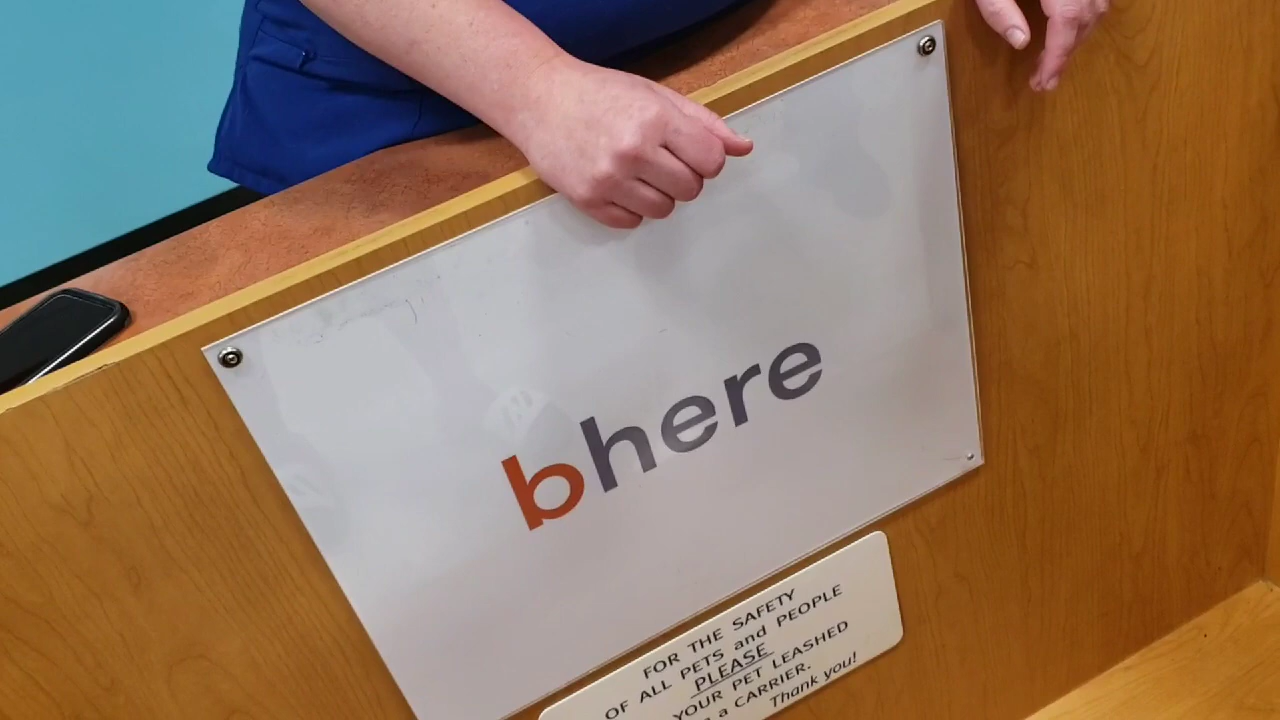 bhere
FOR THE SAFETY
OF ALL PETS and PEOPLE
PLEASE
YOUR PET LEASHED
a CARRIER.
Thank you!